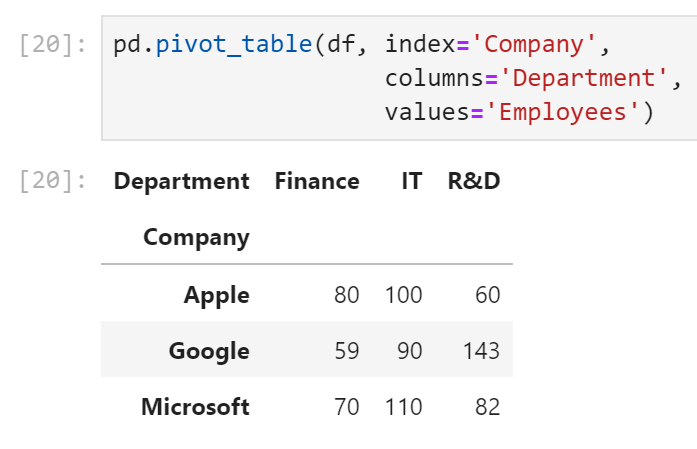 [20]: pd.pivot_table(df, index='Company',
columns='Department',
values='Employees')
[20]: Department Finance IT R&D
Company
Apple 80 100 60
Google 59 90 143
Microsoft 70 110 82